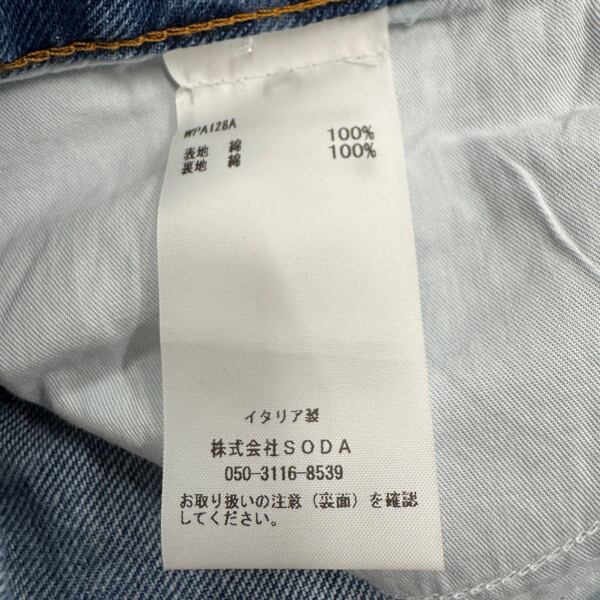 WPA128A
表地 綿 100%
裏地 綿 100%
イタリア製
株式会社SODA
050-3116-8539
お取り扱いの注意(裏面)を確認
してください。